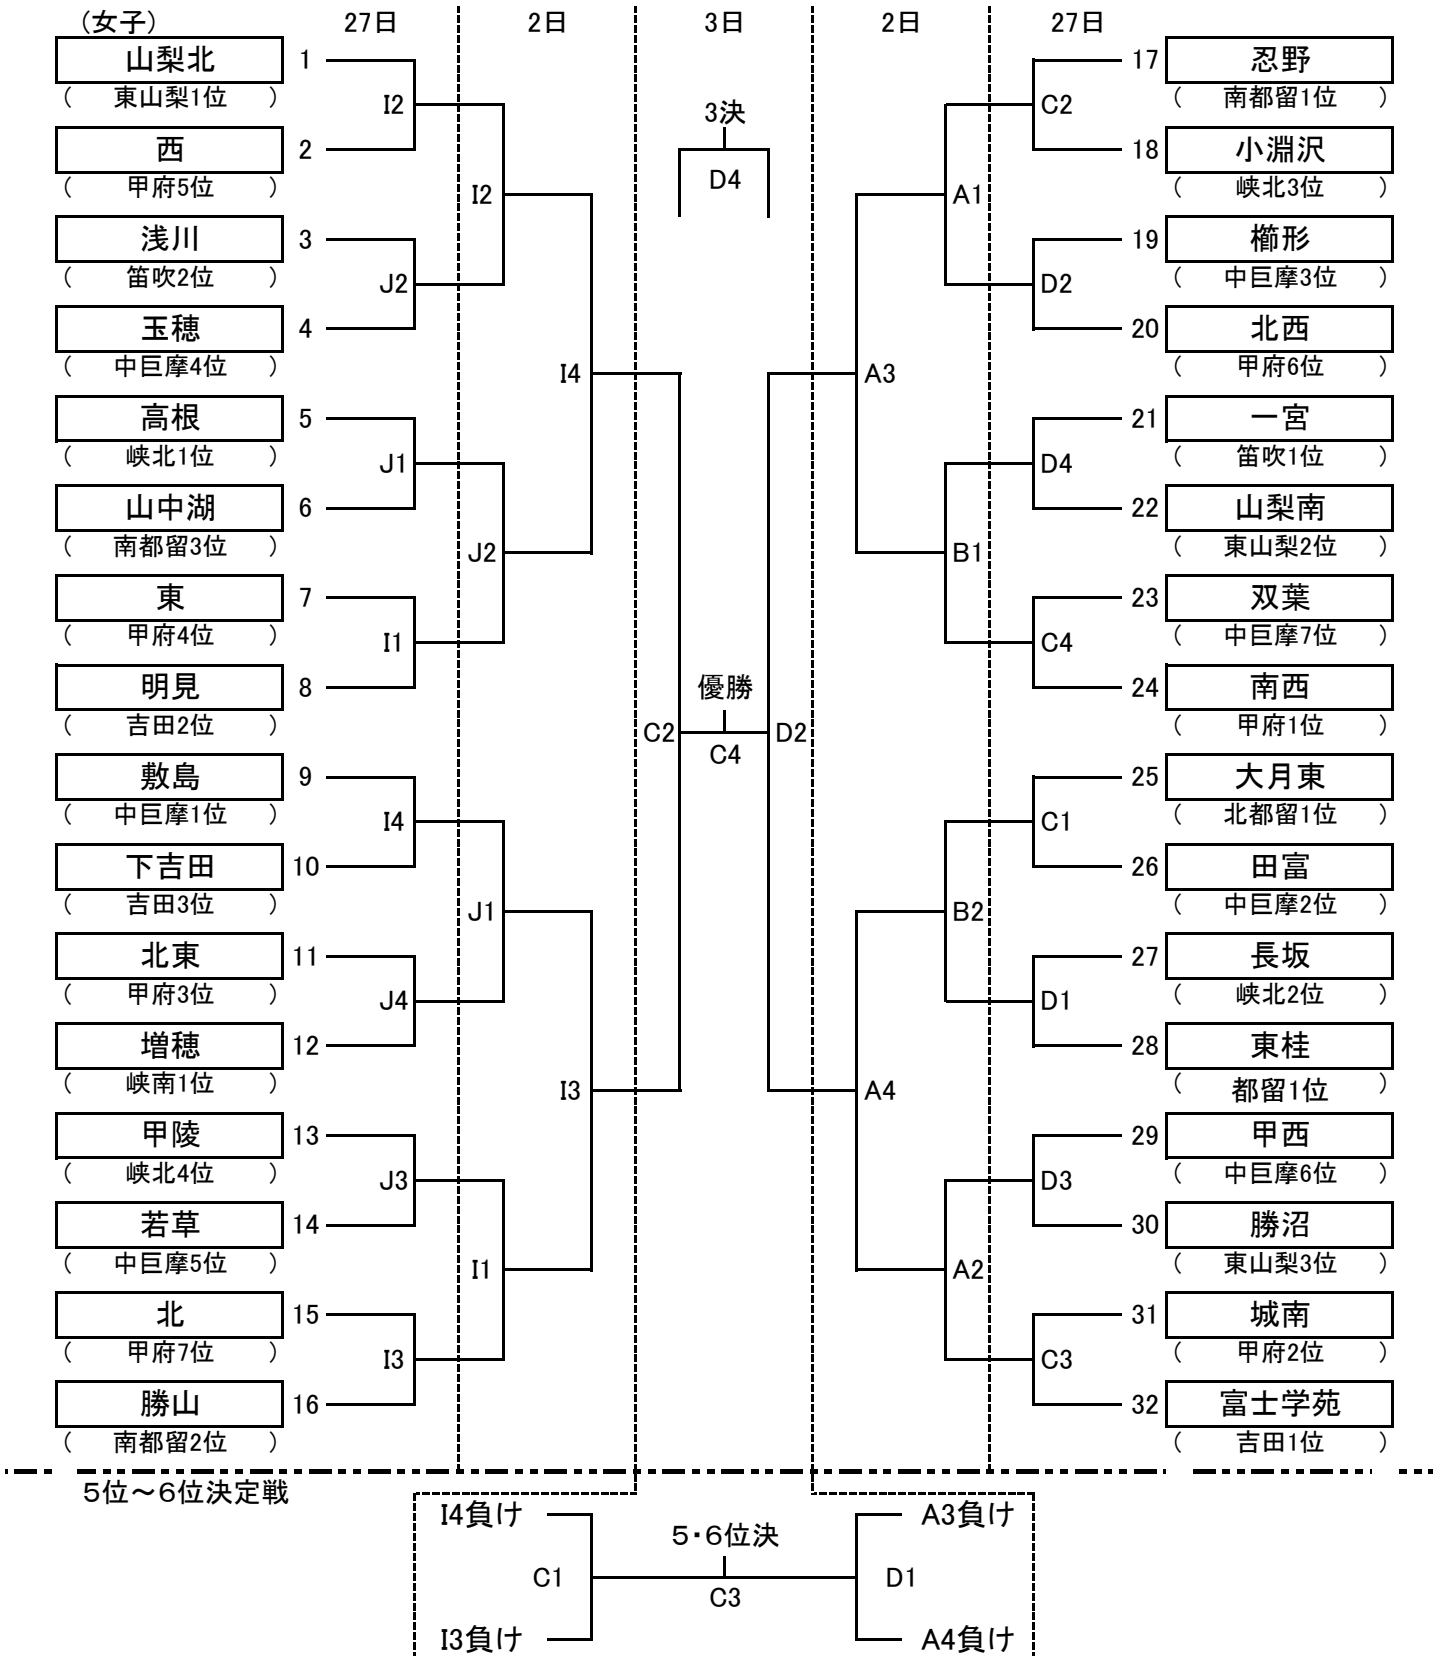 （女子）
27日
2日
3日
2日
27日
山梨北 1
（ 東山梨1位 ）
I2
西 2
（ 甲府5位 ）
I2
浅川 3
（ 笛吹2位 ）
J2
玉穂 4
（ 中巨摩4位 ）
I4
高根 5
（ 峡北1位 ）
J1
山中湖 6
（ 南都留3位 ）
J2
東 7
（ 甲府4位 ）
I1
明見 8
（ 吉田2位 ）
C2
敷島 9
（ 中巨摩1位 ）
I4
下吉田 10
（ 吉田3位 ）
J1
北東 11
（ 甲府3位 ）
J4
増穂 12
（ 峡南1位 ）
I3
甲陵 13
（ 峡北4位 ）
J3
若草 14
（ 中巨摩5位 ）
I1
北 15
（ 甲府7位 ）
I3
勝山 16
（ 南都留2位 ）
3決
D4
優勝
C4
17 忍野
（ 南都留1位 ）
C2
18 小淵沢
（ 峡北3位 ）
A1
19 櫛形
（ 中巨摩3位 ）
D2
20 北西
（ 甲府6位 ）
A3
21 一宮
（ 笛吹1位 ）
D4
22 山梨南
（ 東山梨2位 ）
B1
23 双葉
（ 中巨摩7位 ）
C4
24 南西
（ 甲府1位 ）
D2
25 大月東
（ 北都留1位 ）
C1
26 田富
（ 中巨摩2位 ）
B2
27 長坂
（ 峡北2位 ）
D1
28 東桂
（ 都留1位 ）
A4
29 甲西
（ 中巨摩6位 ）
D3
30 勝沼
（ 東山梨3位 ）
A2
31 城南
（ 甲府2位 ）
C3
32 富士学苑
（ 吉田1位 ）
5位～6位決定戦
I4負け
A3負け
5・6位決
C1
C3
D1
I3負け
A4負け